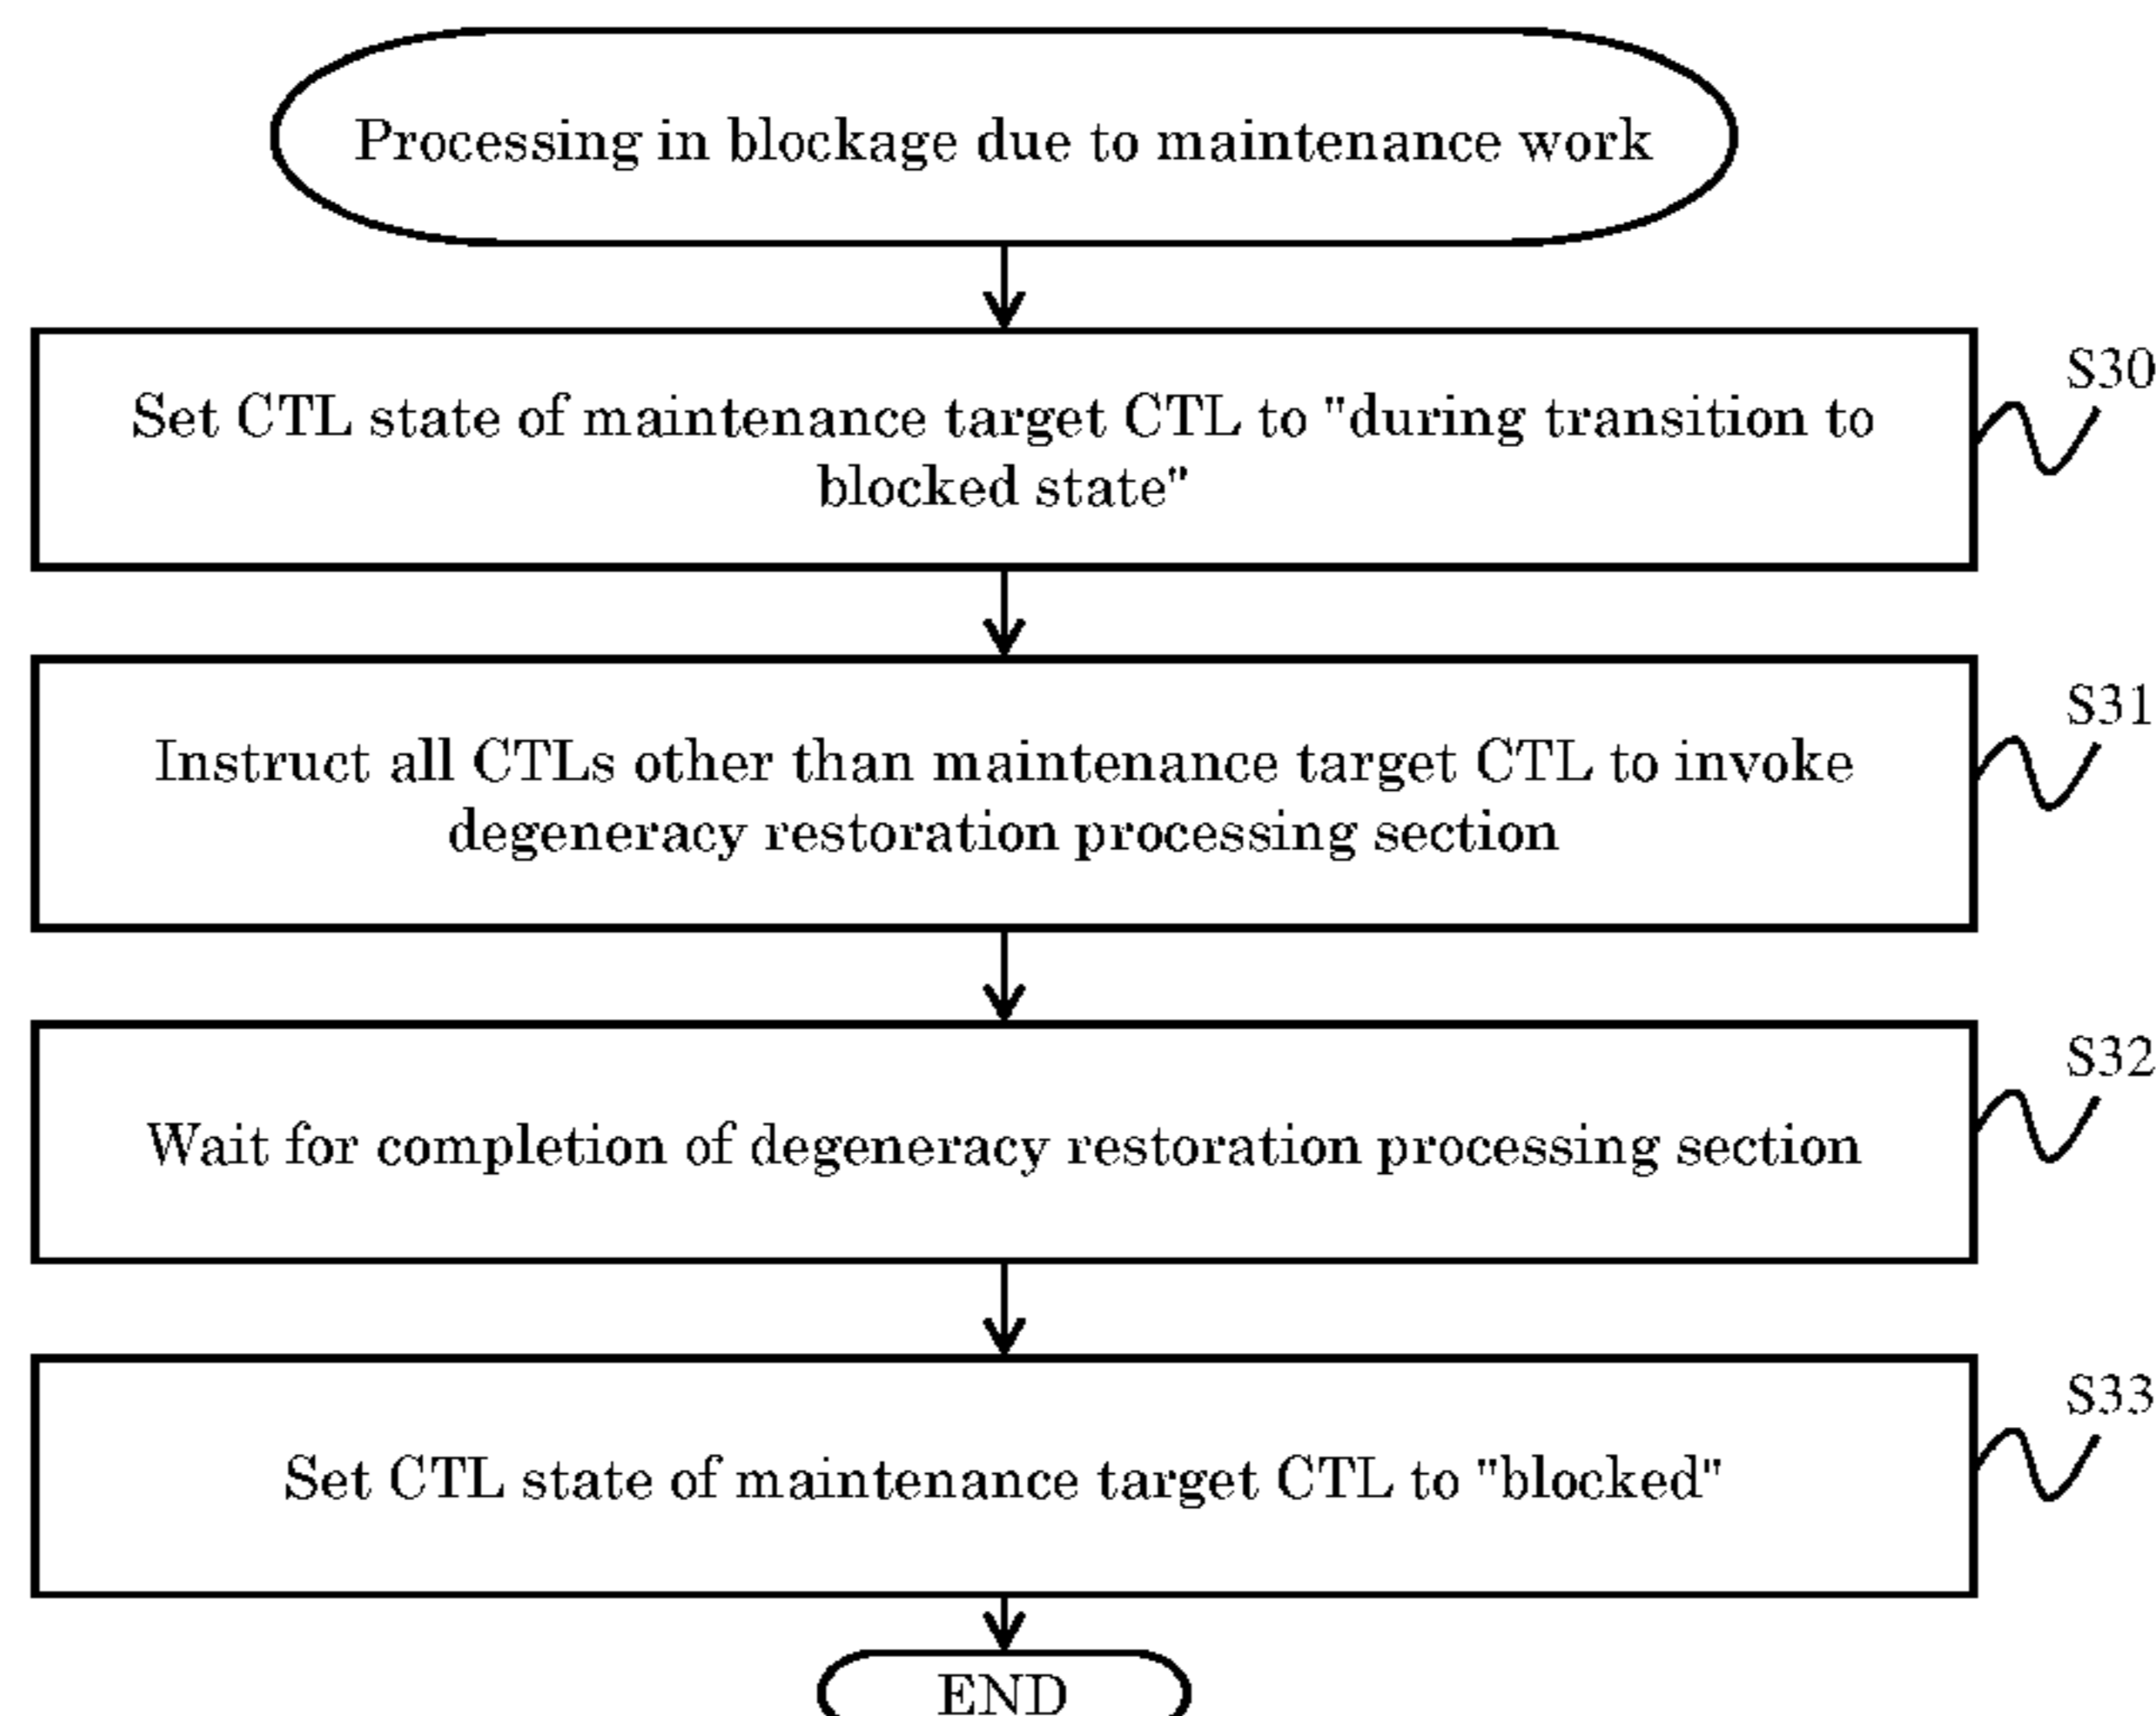 Processing in blockage due to maintenance work
S30
Set CTL state of maintenance target CTL to "during transition to
blocked state"
S31
Instruct all CTLs other than maintenance target CTL to invoke
degeneracy restoration processing section
S32
Wait for completion of degeneracy restoration processing section
S33
Set CTL state of maintenance target CTL to "blocked"
END